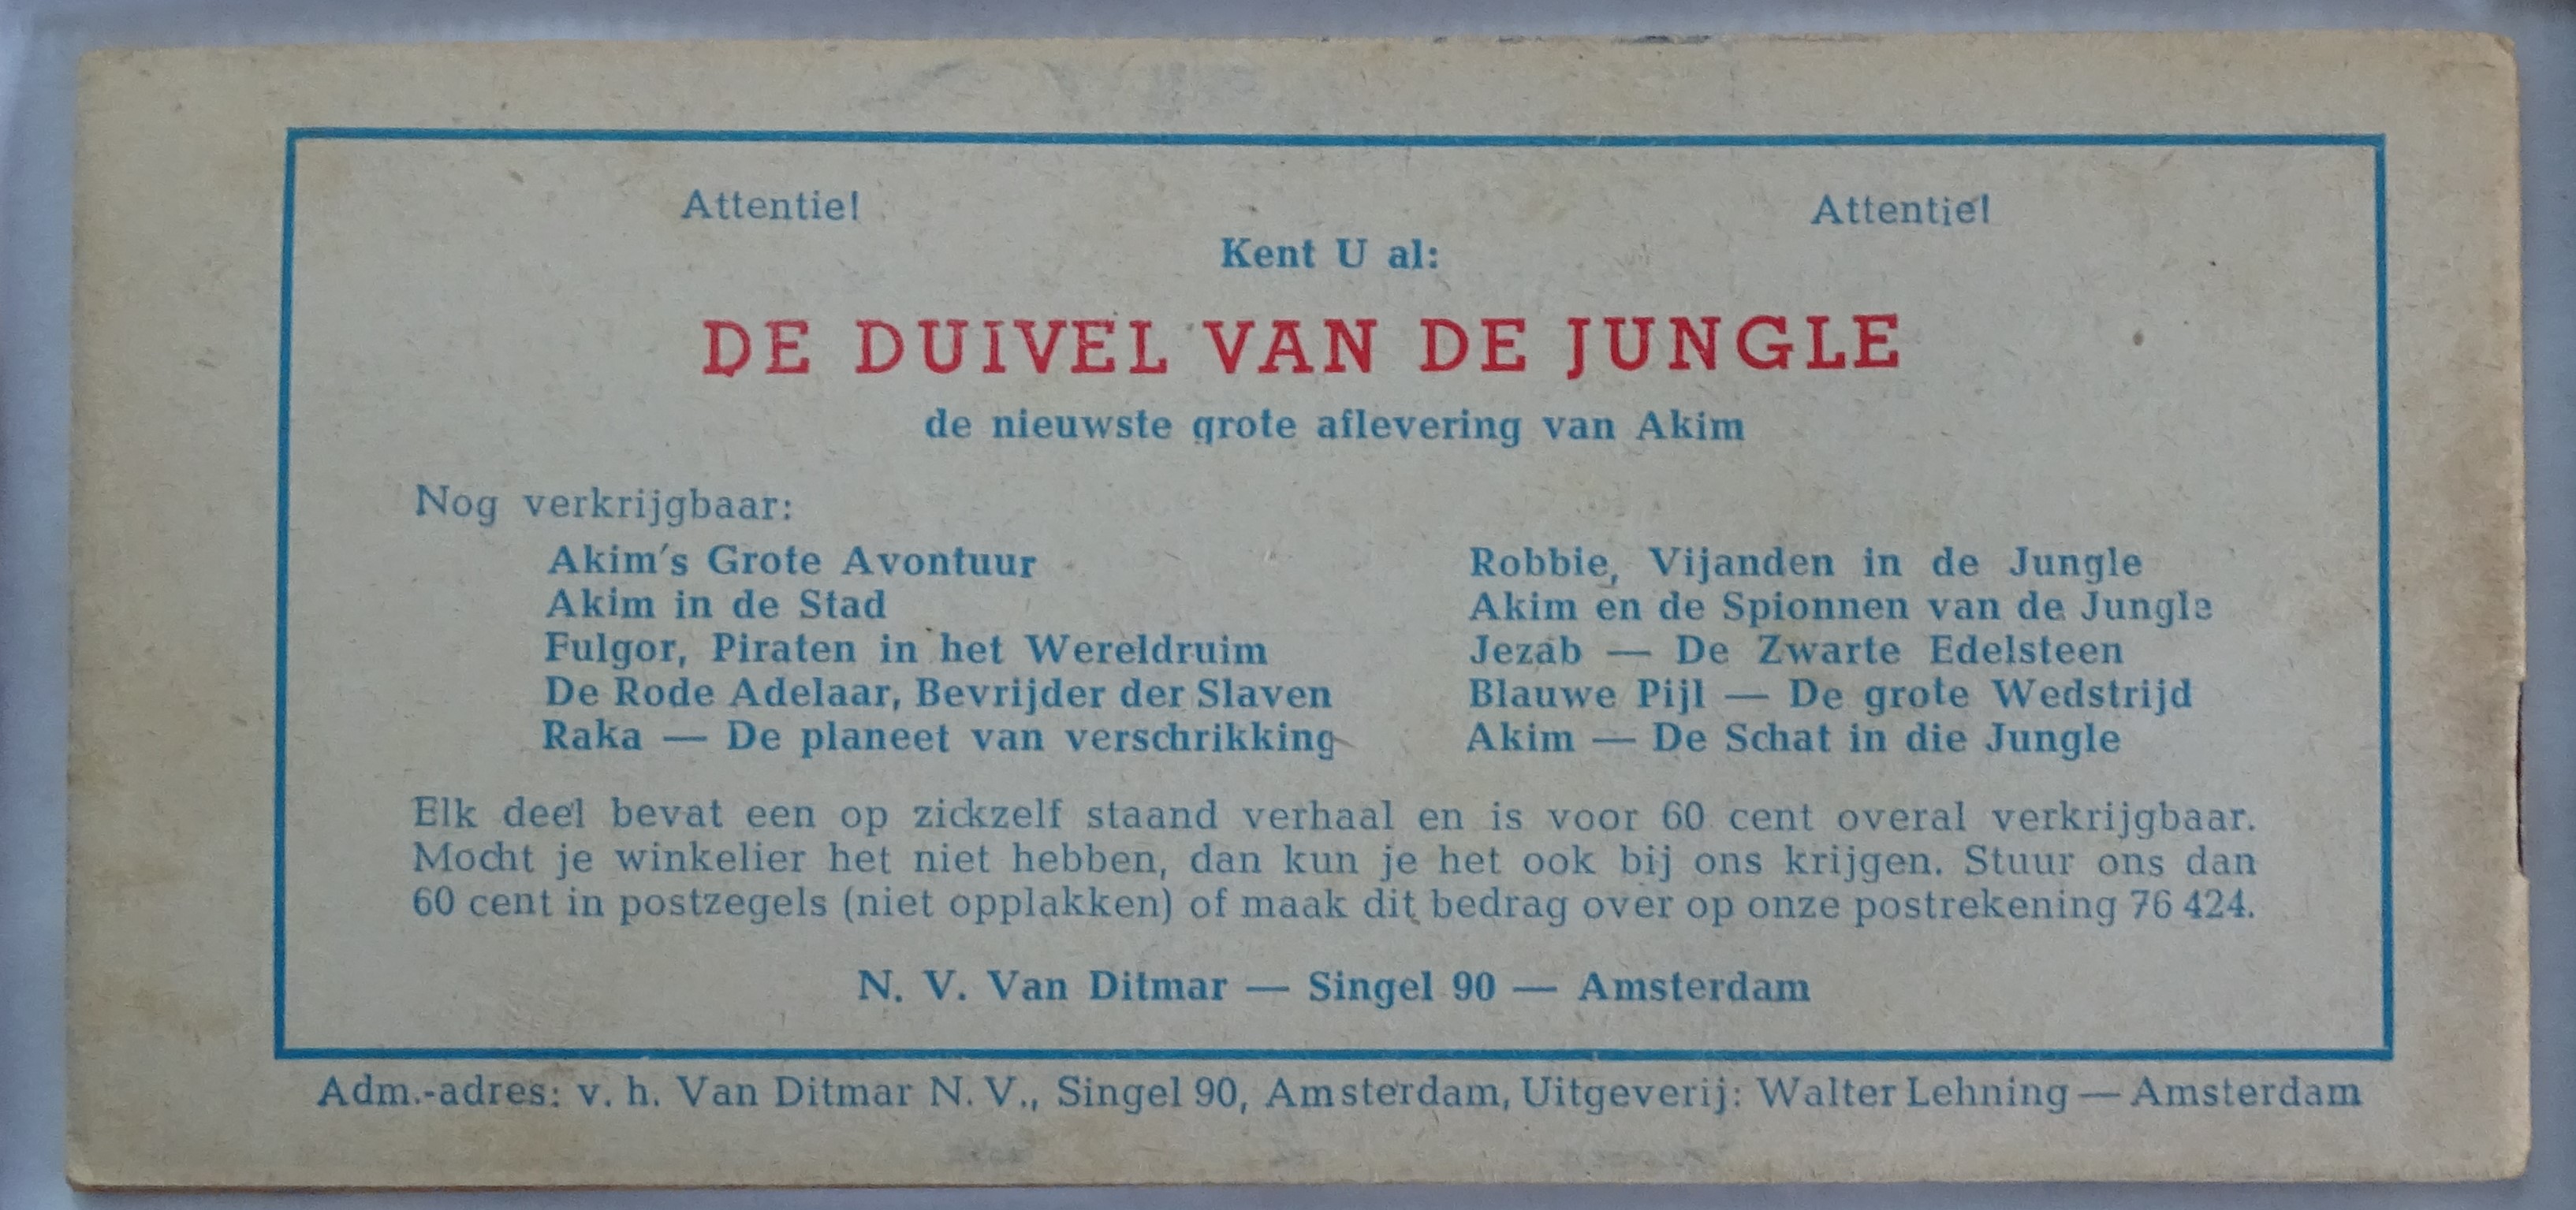 Attentie! Attentie!
Kent U al:
DE DUIVEL VAN DE JUNGLE
de nieuwste grote aflevering van Akim
Nog verkrijgbaar:
Akim's Grote Avontuur
Akim in de Stad
Fulgor, Piraten in het Wereldruim
De Rode Adelaar, Bevrijder der Slaven
Raka — De planeet van verschrikking
Robbie, Vijanden in de Jungle
Akim en de Spionnen van de Jungle
Jezab — De Zwarte Edelsteen
Blauwe Pijl — De grote Wedstrijd
Akim — De Schat in die Jungle
Elk deel bevat een op zickzelf staand verhaal en is voor 60 cent overal verkrijgbaar.
Mocht je winkelier het niet hebben, dan kun je het ook bij ons krijgen. Stuur ons dan
60 cent in postzegels (niet opplakken) of maak dit bedrag over op onze postrekening 76 424.
N. V. Van Ditmar — Singel 90 — Amsterdam
Adm.-adres: v. h. Van Ditmar N. V., Singel 90, Amsterdam, Uitgeverij: Walter Lehning — Amsterdam